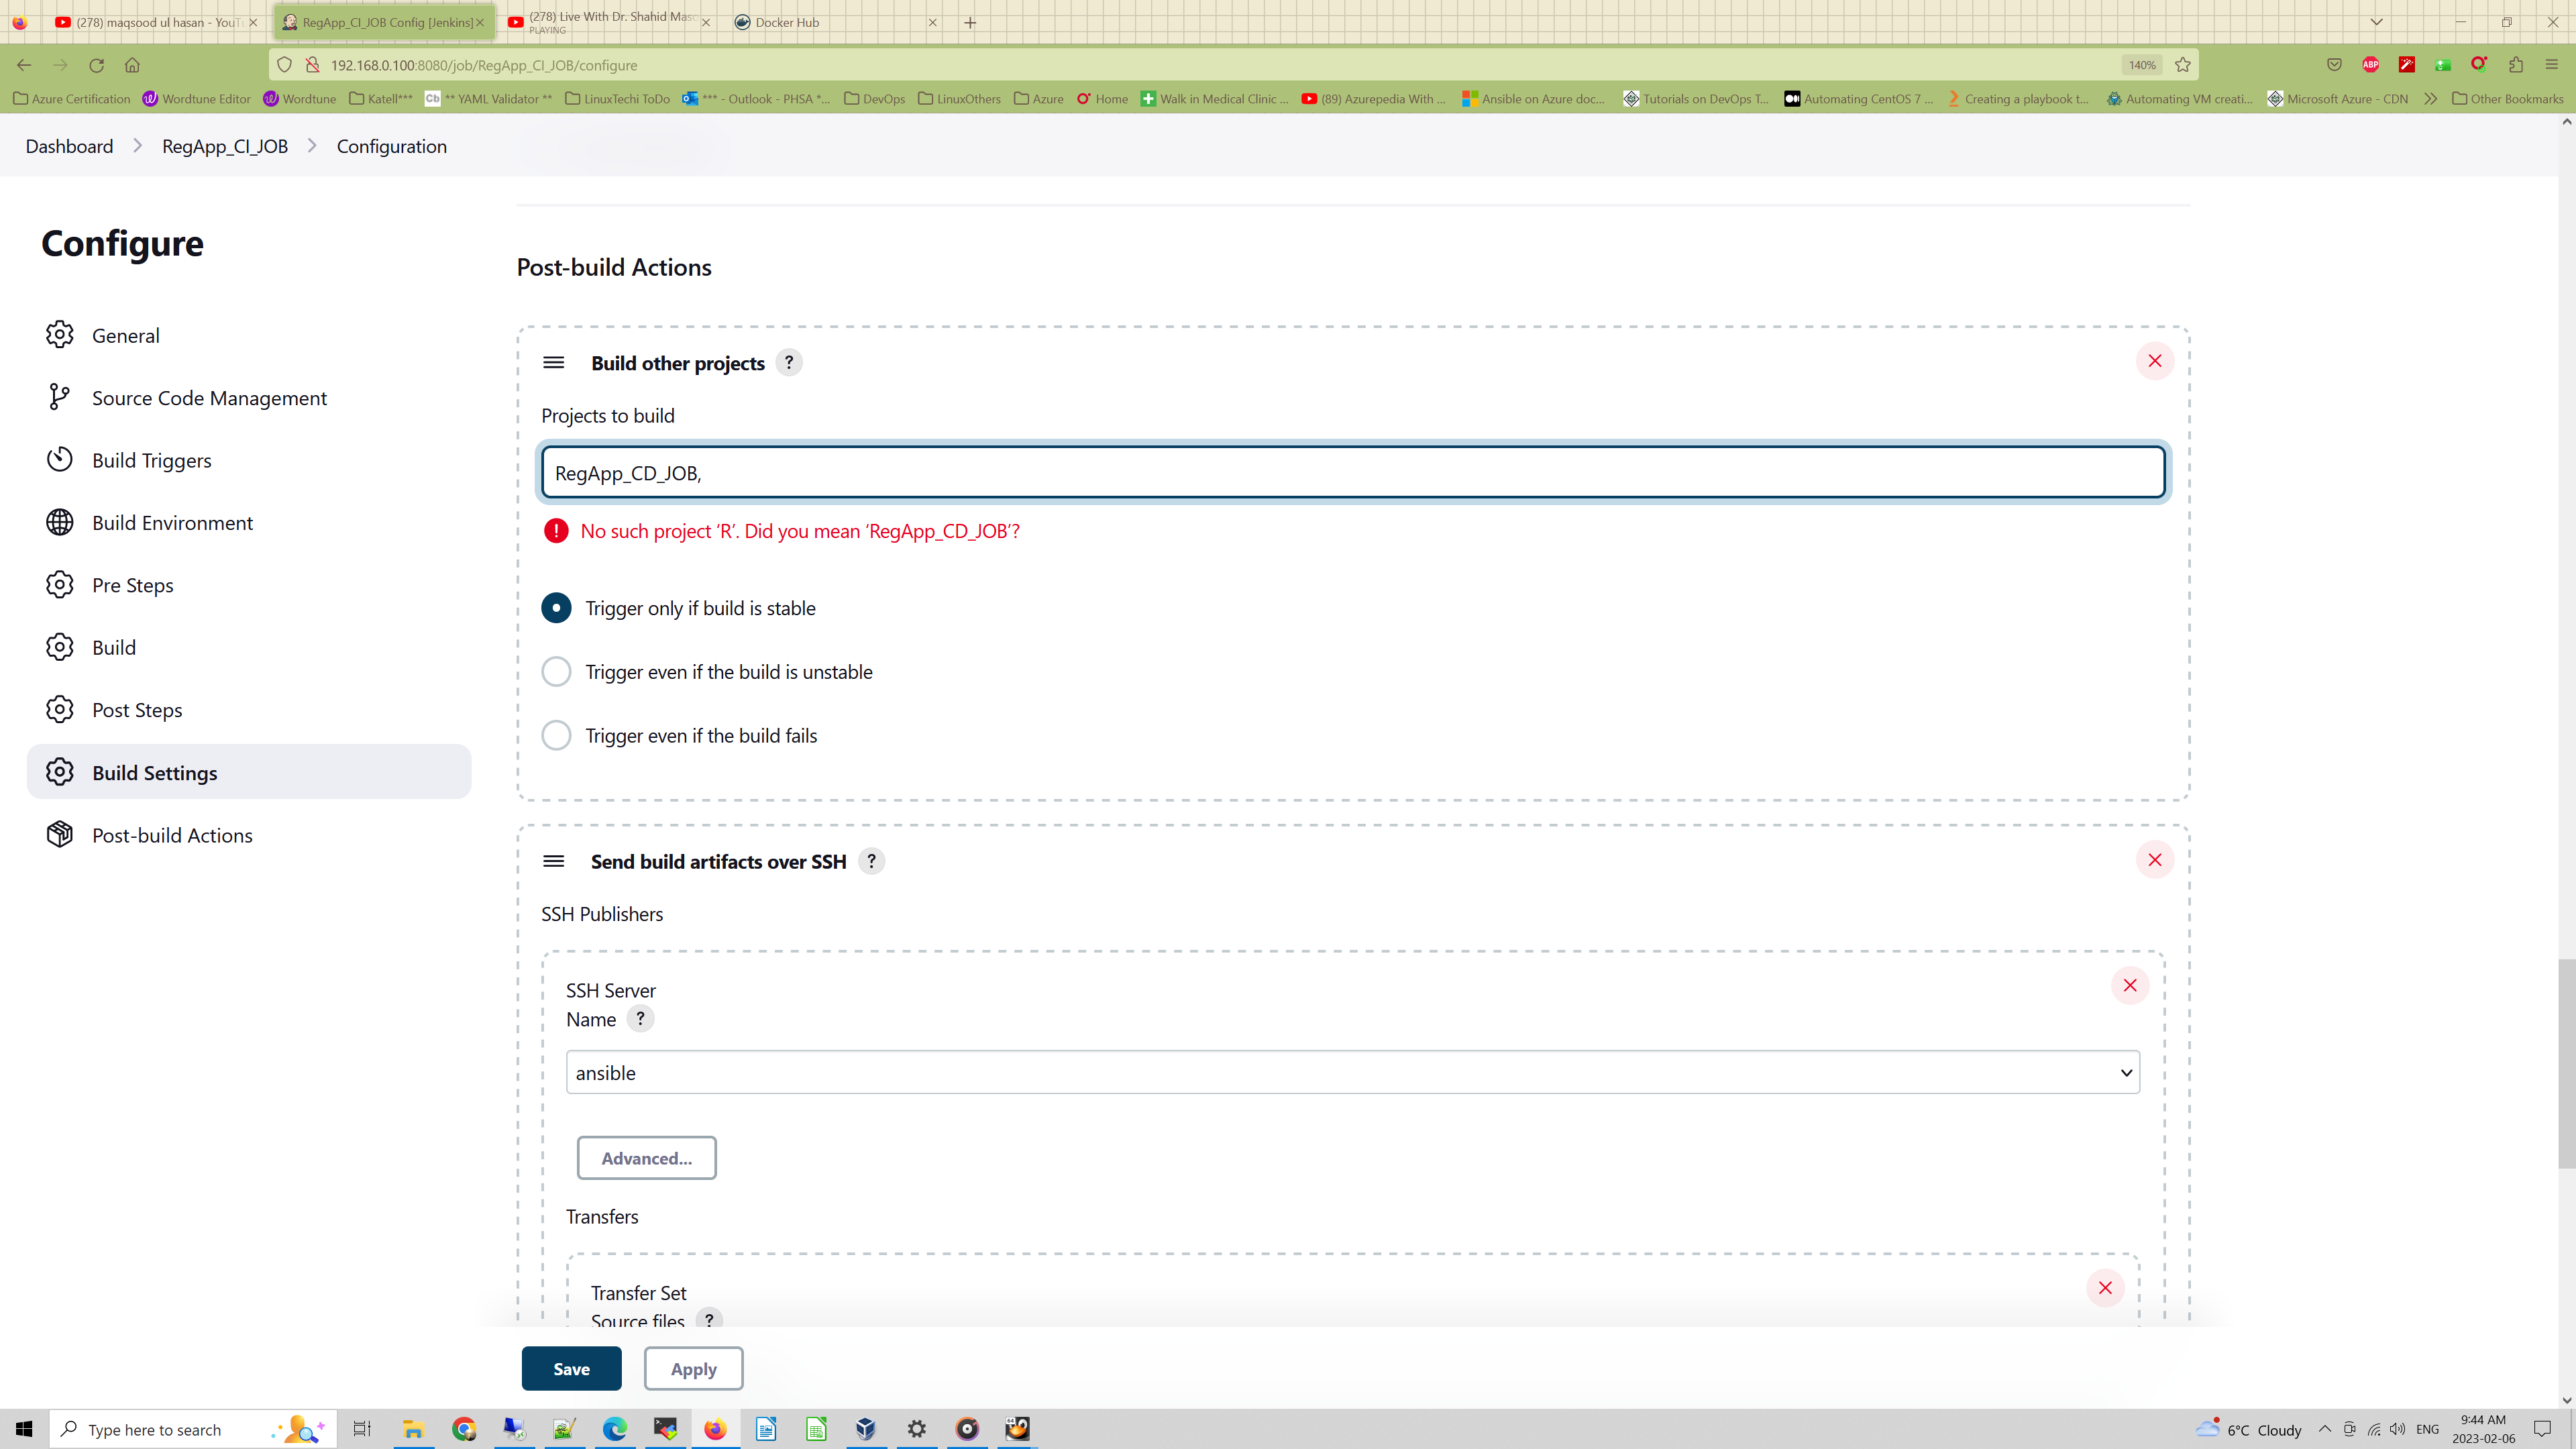 (278) maqsood ul hasan - YouTu
RegApp_CI_JOB Config [Jenkins]
(278) Live With Dr. Shahid Maso
PLAYING
Docker Hub
192.168.0.100:8080/job/RegApp_CI_JOB/configure
140%
ABP
Azure Certification
Wordtune Editor
Wordtune
Katell***
Cb
** YAML Validator **
LinuxTechi ToDo
*** - Outlook - PHSA *...
DevOps
LinuxOthers
Azure
Home
Walk in Medical Clinic ...
(89) Azurepedia With ...
Ansible on Azure doc...
Tutorials on DevOps T...
Automating CentOS 7 ...
Creating a playbook t...
Automating VM creati...
Microsoft Azure - CDN
Other Bookmarks
Dashboard
RegApp_CI_JOB
Configuration
Configure
General
Source Code Management
Build Triggers
Build Environment
Pre Steps
Build
Post Steps
Build Settings
Post-build Actions
Post-build Actions
Build other projects ?
Projects to build
RegApp_CD_JOB,
No such project ‘R’. Did you mean ‘RegApp_CD_JOB’?
Trigger only if build is stable
Trigger even if the build is unstable
Trigger even if the build fails
Send build artifacts over SSH ?
SSH Publishers
SSH Server
Name ?
ansible
Advanced...
Transfers
Transfer Set
Source files ?
Save
Apply
Type here to search
6°C Cloudy
ENG
9:44 AM
2023-02-06